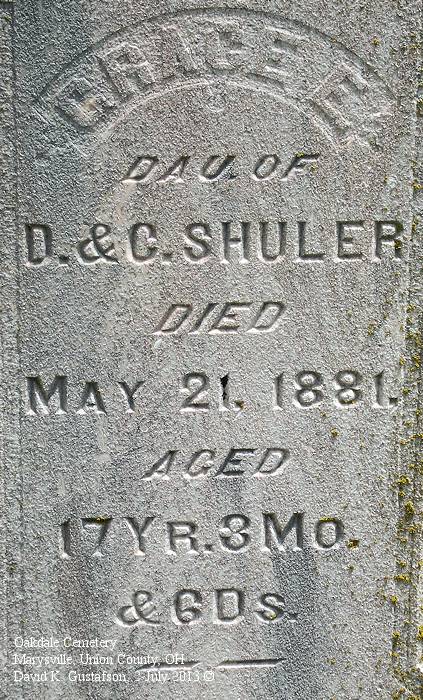 GRACE E.
DAU. OF
D. & C. SHULER
DIED
MAY 21, 1881.
AGED
17 YR. 8 MO.
& 6 DS.
Oakdale Cemetery
Marysville, Union County, OH
David K. Gustafson, 2 July 2013 ©